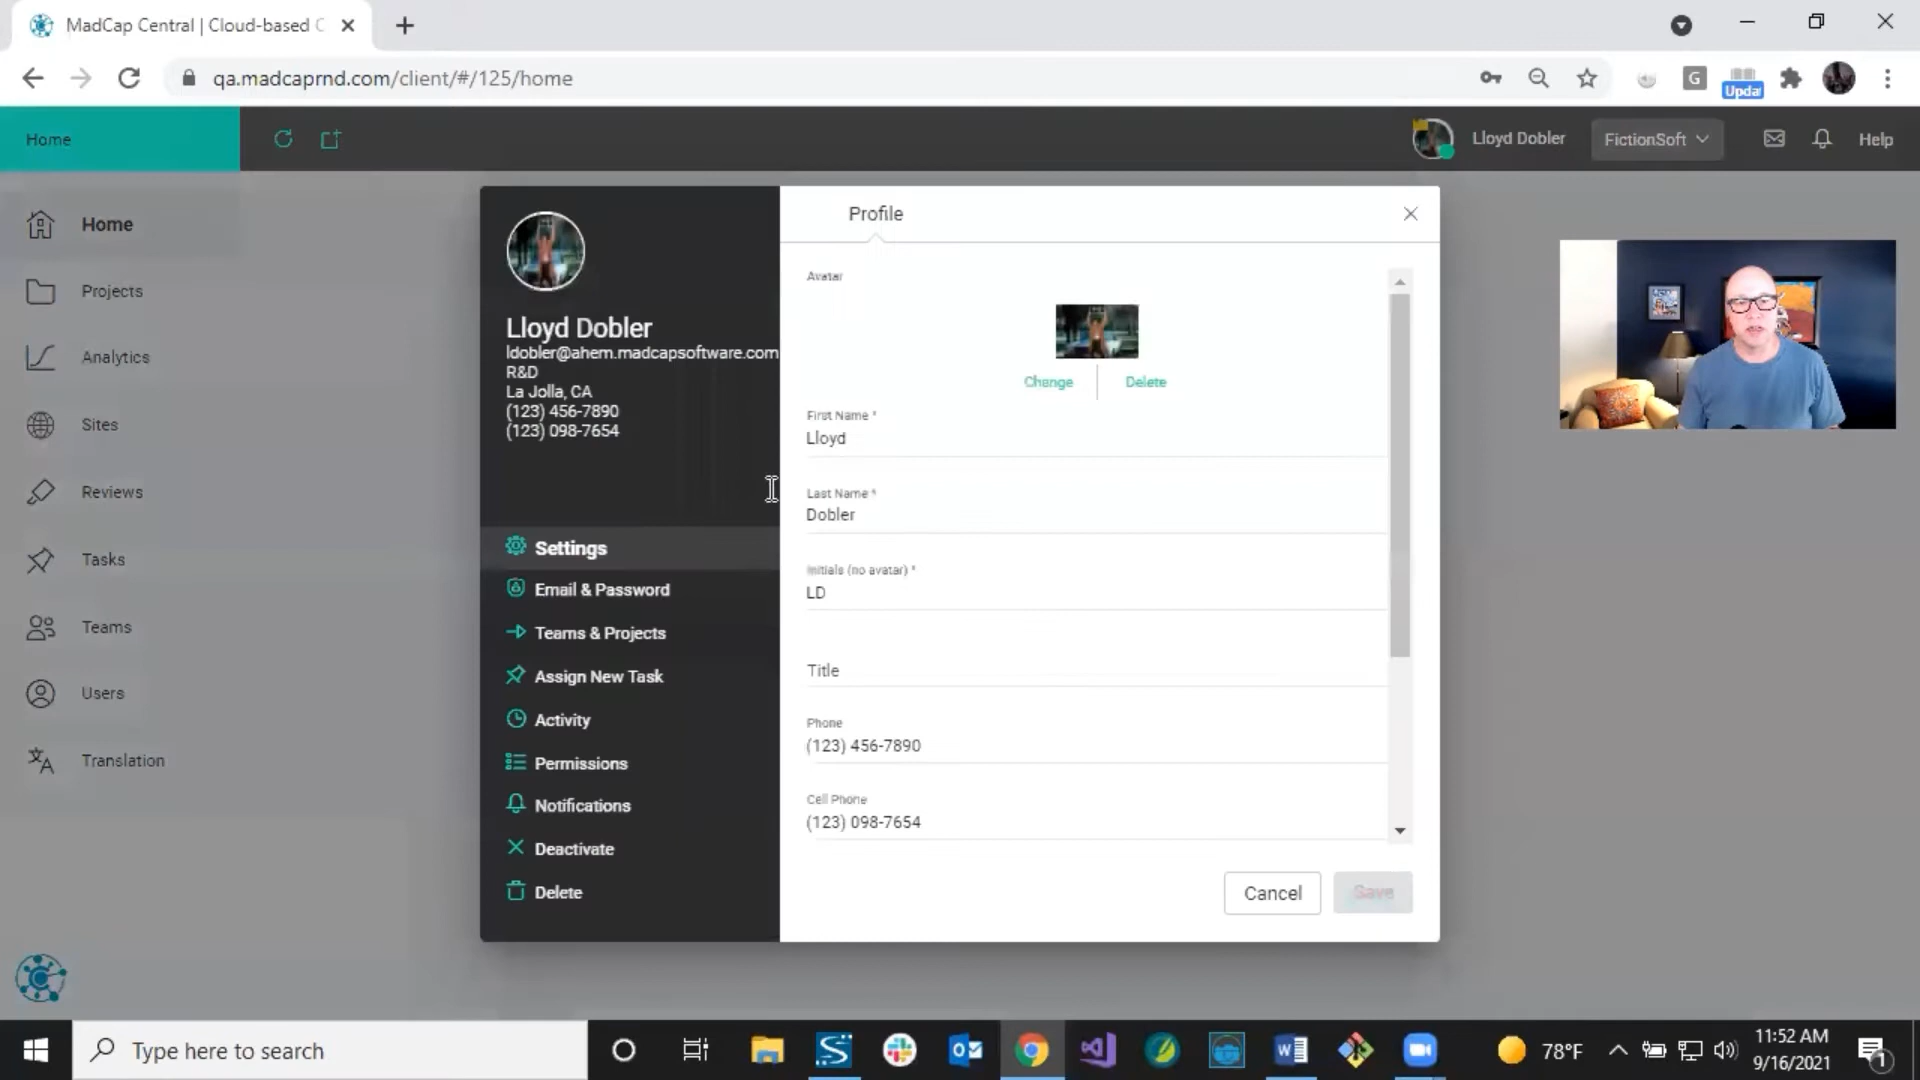 MadCap Central | Cloud-based C
qa.madcaprnd.com/client/#/125/home
G
Updat
Home
Lloyd Dobler
FictionSoft
Help
Home
Projects
Analytics
Sites
Reviews
Tasks
Teams
Users
Translation
Lloyd Dobler
ldobler@ahem.madcapsoftware.com
R&D
La Jolla, CA
(123) 456-7890
(123) 098-7654
Settings
Email & Password
Teams & Projects
Assign New Task
Activity
Permissions
Notifications
Deactivate
Delete
Profile
Avatar
Change
Delete
First Name *
Lloyd
Last Name *
Dobler
Initials (no avatar) *
LD
Title
Phone
(123) 456-7890
Cell Phone
(123) 098-7654
Cancel
Save
Type here to search
78°F
11:52 AM
9/16/2021
1